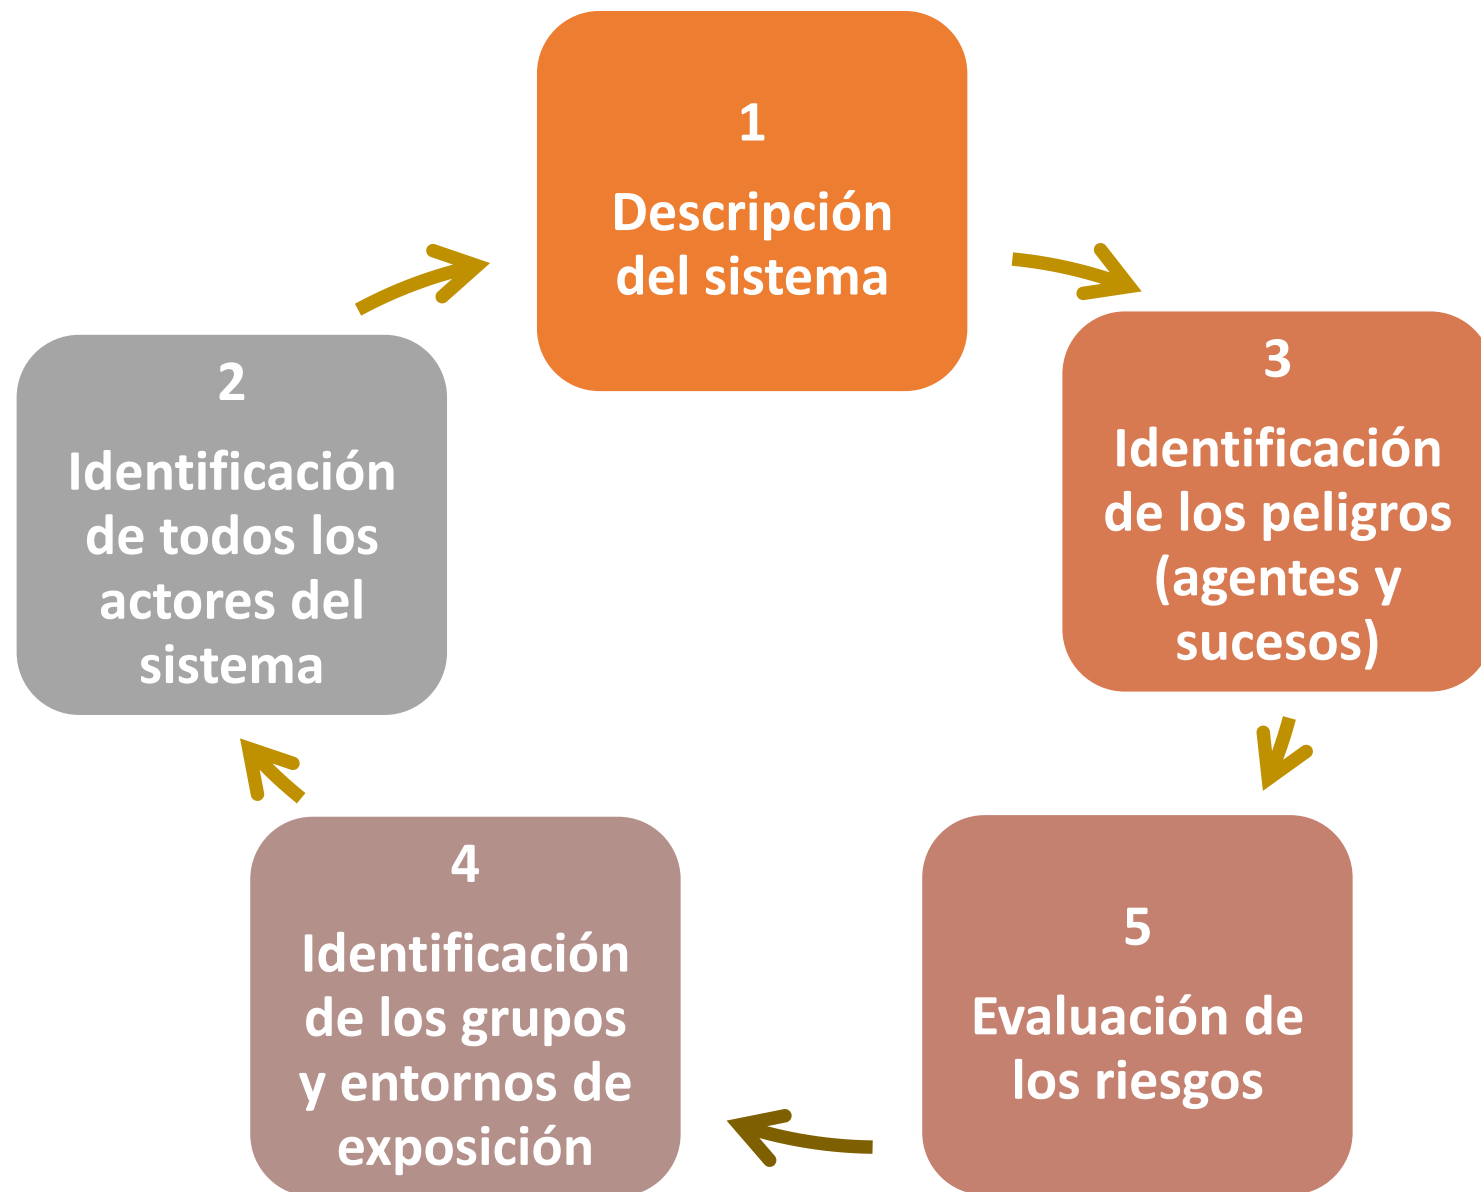 1
Descripción
del sistema
2
Identificación
de todos los
actores del
sistema
3
Identificación
de los peligros
(agentes y
sucesos)
4
Identificación
de los grupos
y entornos de
exposición
5
Evaluación de
los riesgos